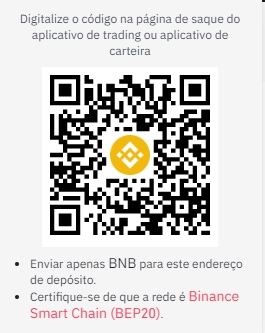 Digitalize o código na página de saque do
aplicativo de trading ou aplicativo de
carteira
Enviar apenas BNB para este endereço
de depósito.
Certifique-se de que a rede é Binance
Smart Chain (BEP20).